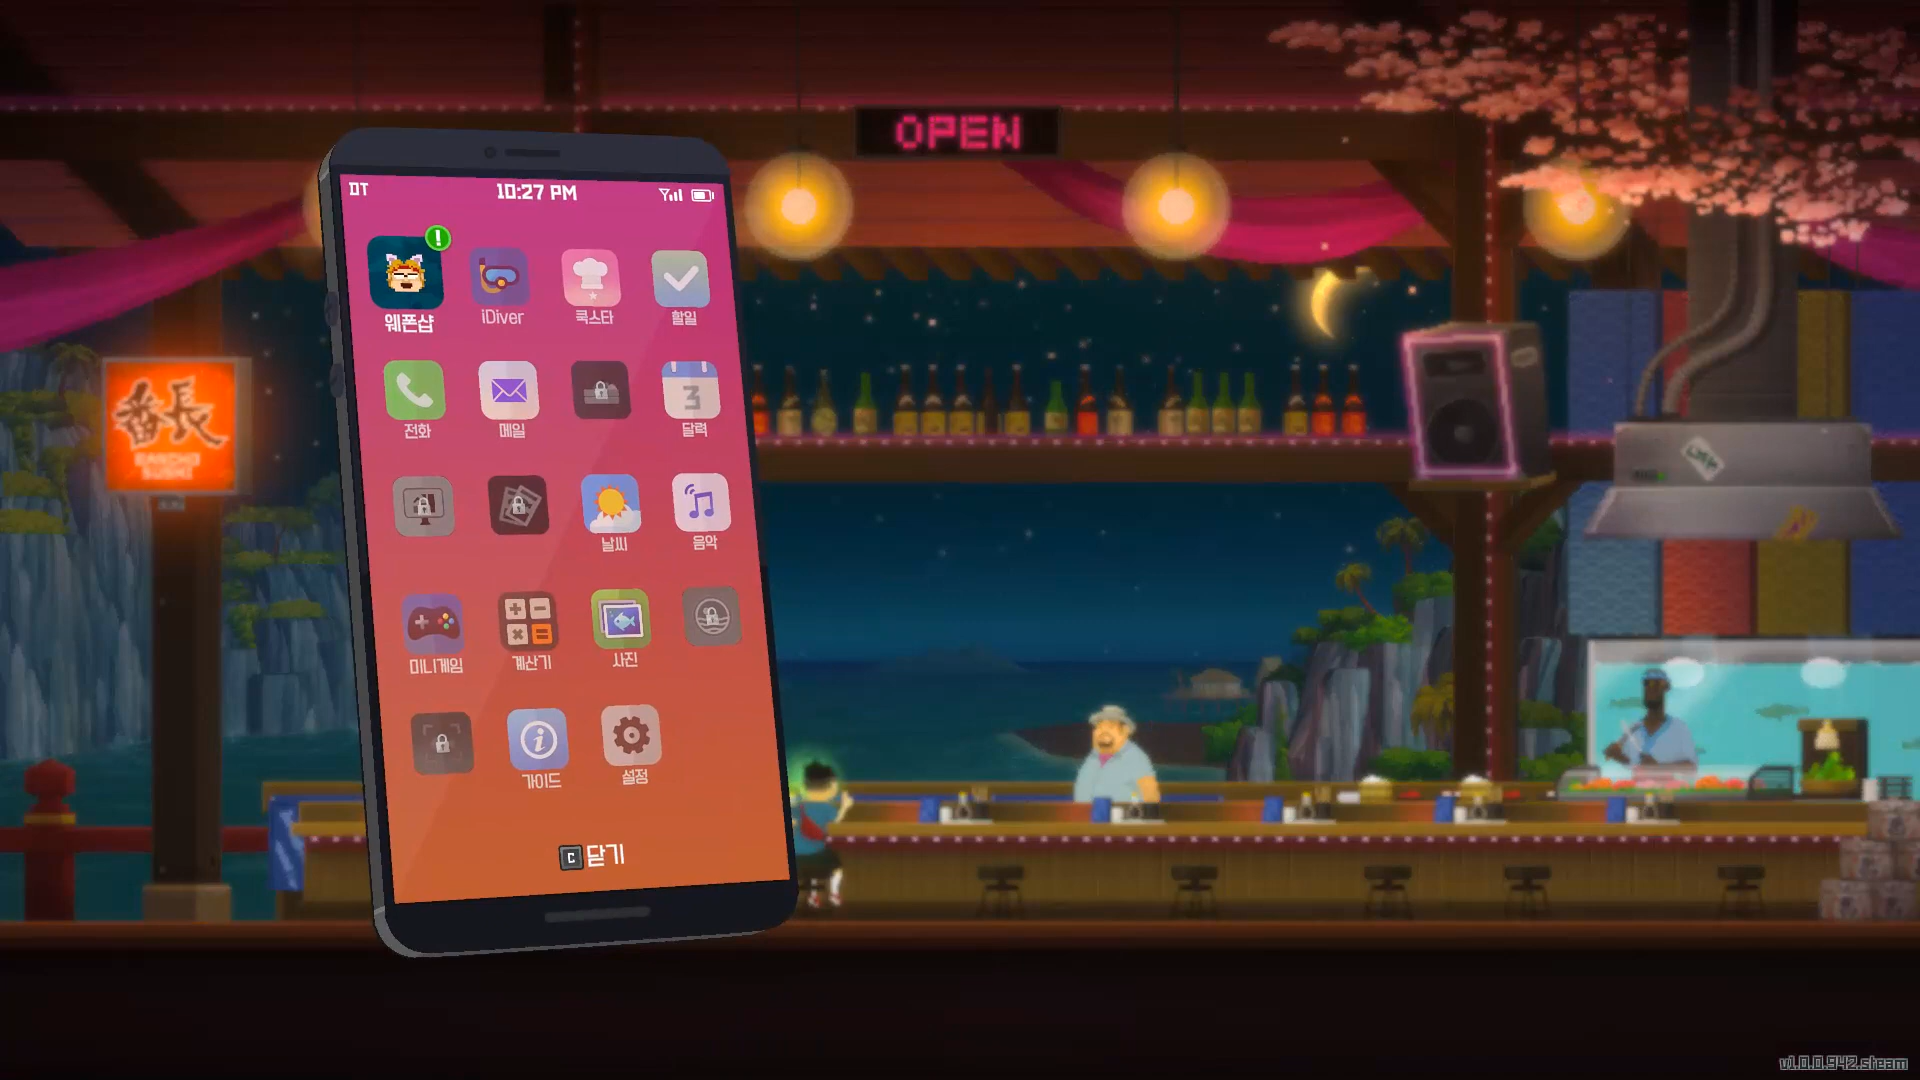 OPEN
DT
10:27 PM
!
웨폰샵
iDiver
쿡스타
할일
전화
메일
3
달력
날씨
음악
미니게임
계산기
사진
가이드
설정
C 닫기
番長
BANCHO
SUSHI
v1.0.0.942.steam